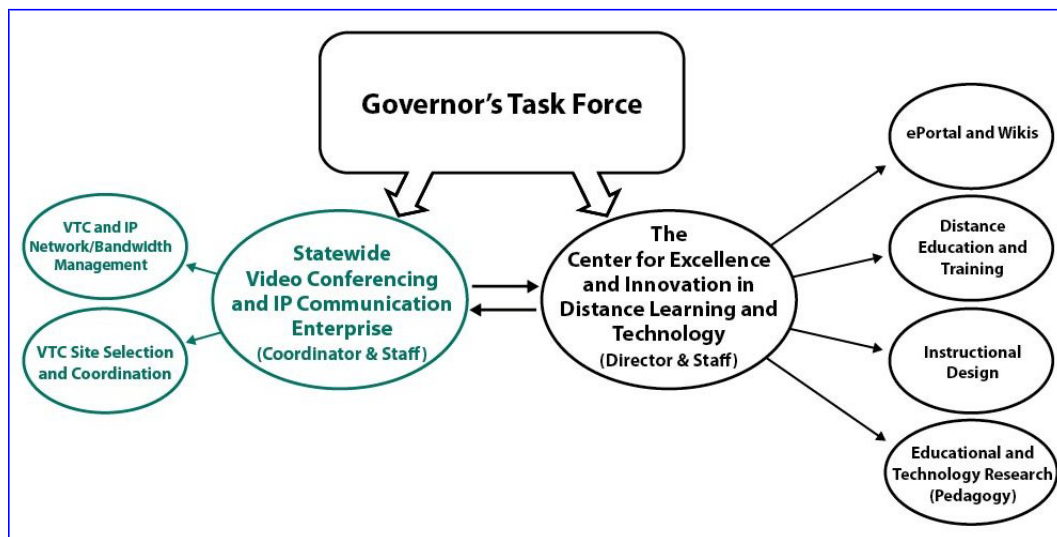 Governor's Task Force
VTC and IP
Network/Bandwidth
Management
VTC Site Selection
and Coordination
Statewide
Video Conferencing
and IP Communication
Enterprise
(Coordinator & Staff)
The
Center for Excellence
and Innovation in
Distance Learning and
Technology
(Director & Staff)
ePortal and Wikis
Distance
Education and
Training
Instructional
Design
Educational and
Technology Research
(Pedagogy)